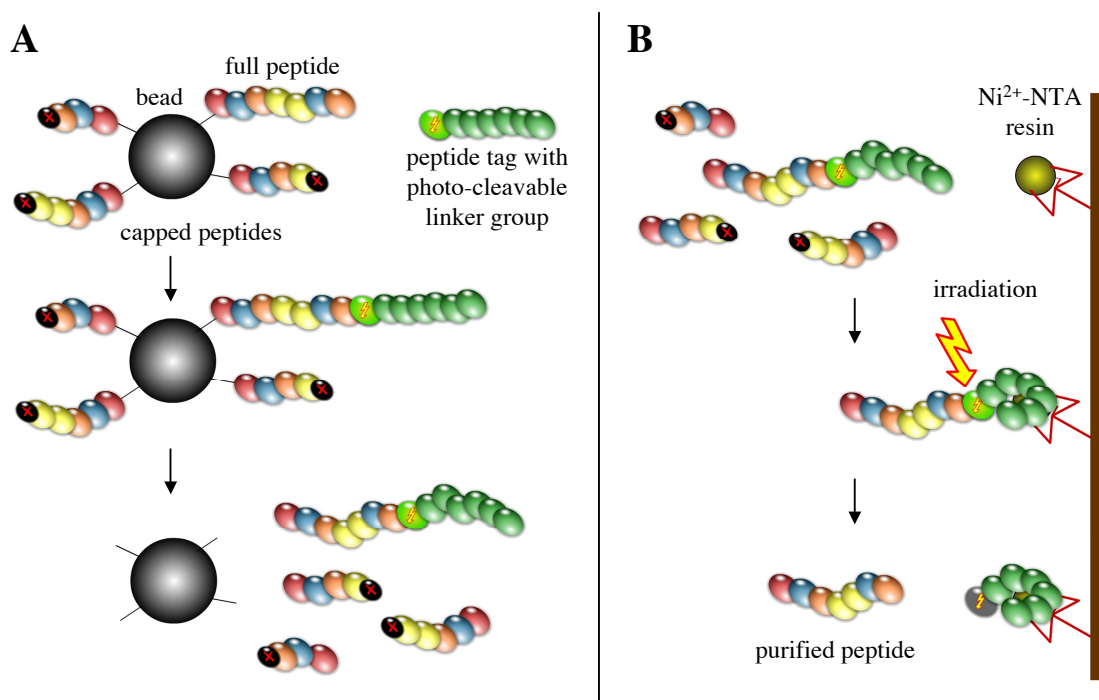 A
full peptide
bead
peptide tag with
photo-cleavable
linker group
capped peptides
B
Ni²⁺-NTA
resin
irradiation
purified peptide